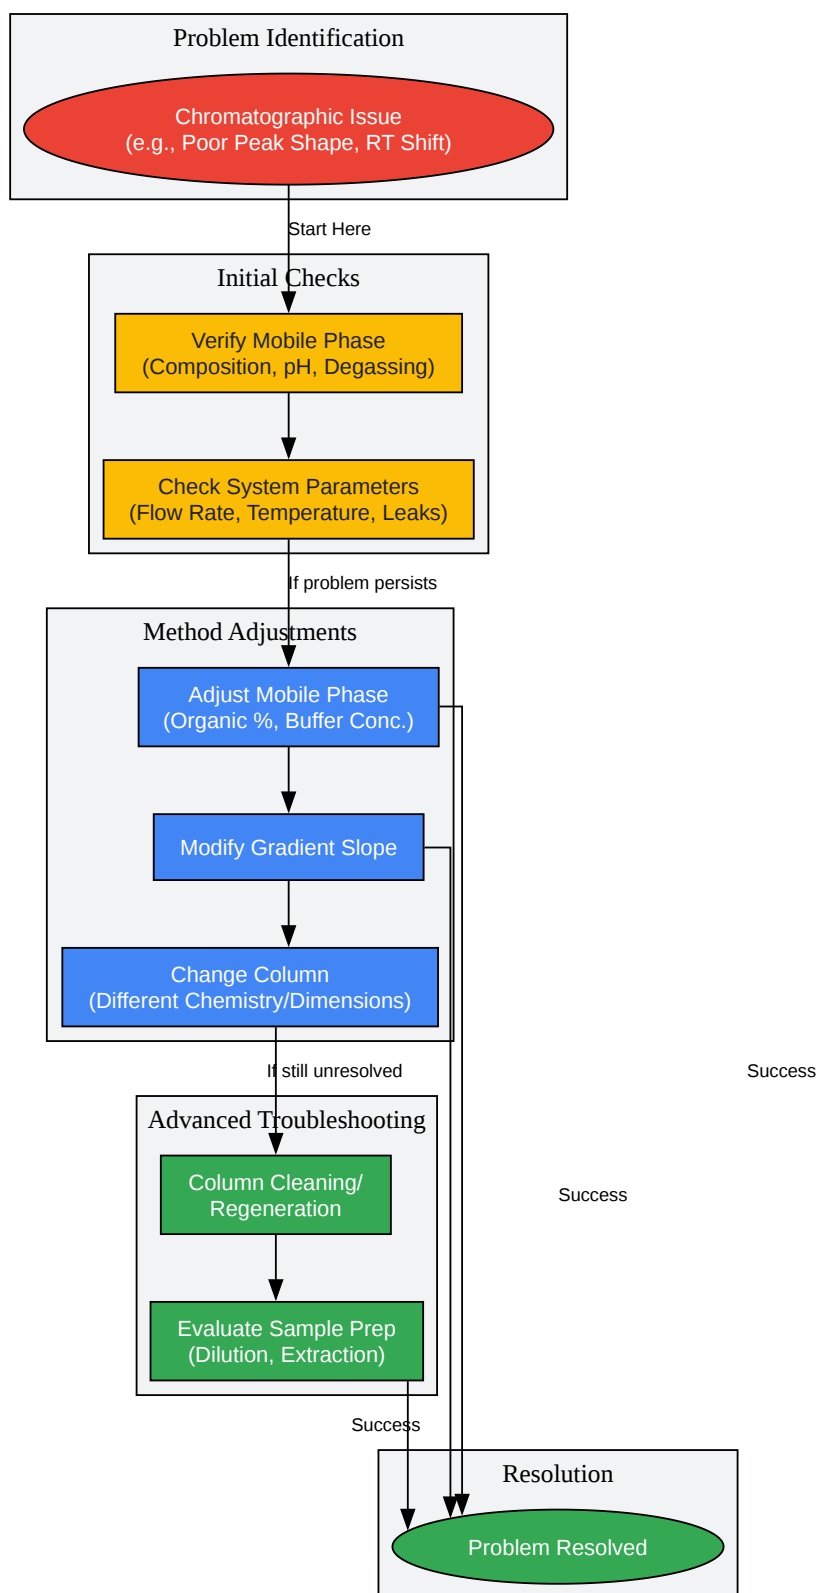 Problem Identification
Chromatographic Issue
(e.g., Poor Peak Shape, RT Shift)
Start Here
Initial Checks
Verify Mobile Phase
(Composition, pH, Degassing)
Check System Parameters
(Flow Rate, Temperature, Leaks)
If problem persists
Method Adjustments
Adjust Mobile Phase
(Organic %, Buffer Conc.)
Modify Gradient Slope
Change Column
(Different Chemistry/Dimensions)
If still unresolved
Success
Advanced Troubleshooting
Column Cleaning/
Regeneration
Success
Evaluate Sample Prep
(Dilution, Extraction)
Success
Resolution
Problem Resolved